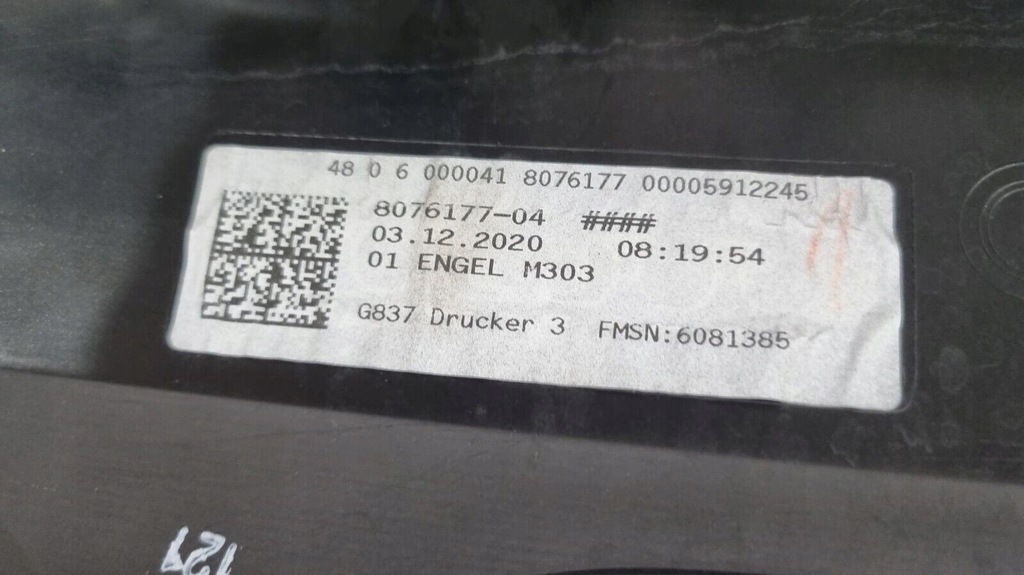 48 0 6 000041 8076177 00005912245
8076177-04 ####
03.12.2020 08:19:54
01 ENGEL M303
G837 Drucker 3 FMSN:6081385
121